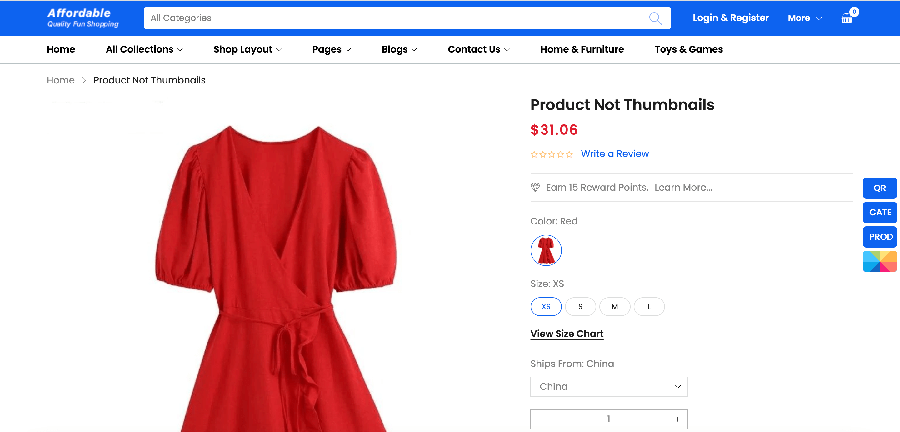 Affordable
Quality Fun Shopping
All Categories
Login & Register
More
0
Home
All Collections
Shop Layout
Pages
Blogs
Contact Us
Home & Furniture
Toys & Games
Home > Product Not Thumbnails
Product Not Thumbnails
$31.06
Write a Review
Earn 15 Reward Points. Learn More...
Color: Red
Size: XS
XS
S
M
L
View Size Chart
Ships From: China
China
1 +
QR
CATE
PROD